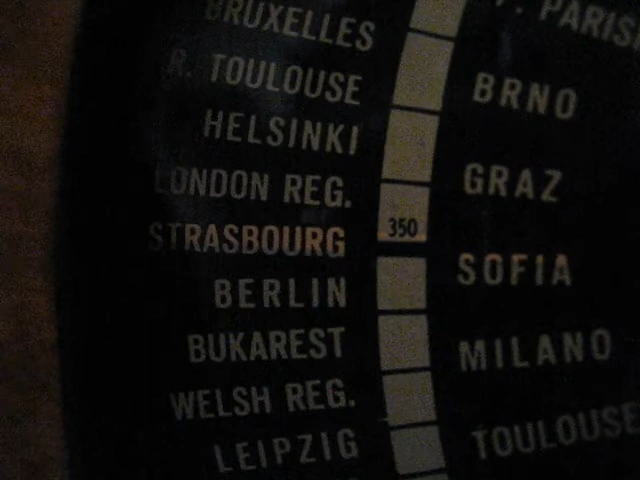 BRUXELLES
R. TOULOUSE
HELSINKI
LONDON REG.
STRASBOURG
BERLIN
BUKAREST
WELSH REG.
LEIPZIG
350
PARIS
BRNO
GRAZ
SOFIA
MILANO
TOULOUSE